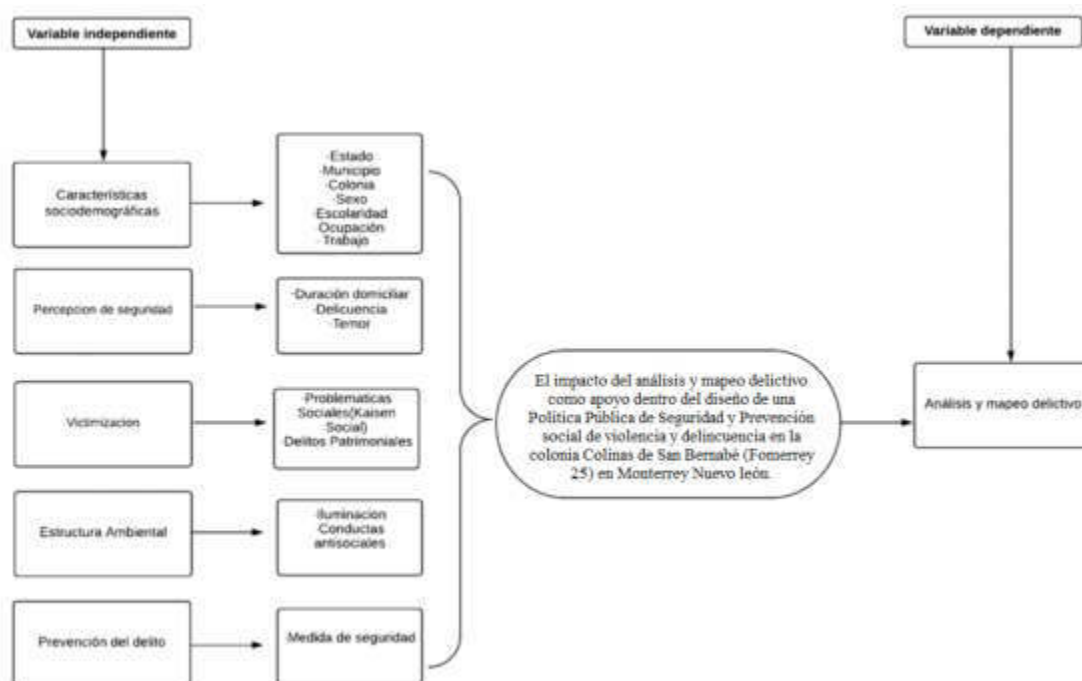 Variable independiente
Variable dependiente
Características
sociodemográficas
·Estado
·Municipio
·Colonia
·Sexo
·Escolaridad
·Ocupación
·Trabajo
Percepcion de seguridad
·Duración domiciliar
·Delicuencia
·Temor
Victimizacion
·Problematicas
Sociales(Kaisen
Social)
Delitos Patrimoniales
Estructura Ambiental
·Iluminacion
·Conductas
antisociales
Prevención del delito
·Medida de seguridad
El impacto del análisis y mapeo delictivo
como apoyo dentro del diseño de una
Política Pública de Seguridad y Prevención
social de violencia y delincuencia en la
colonia Colinas de San Bernabé (Fomerrey
25) en Monterrey Nuevo león.
Análisis y mapeo delictivo